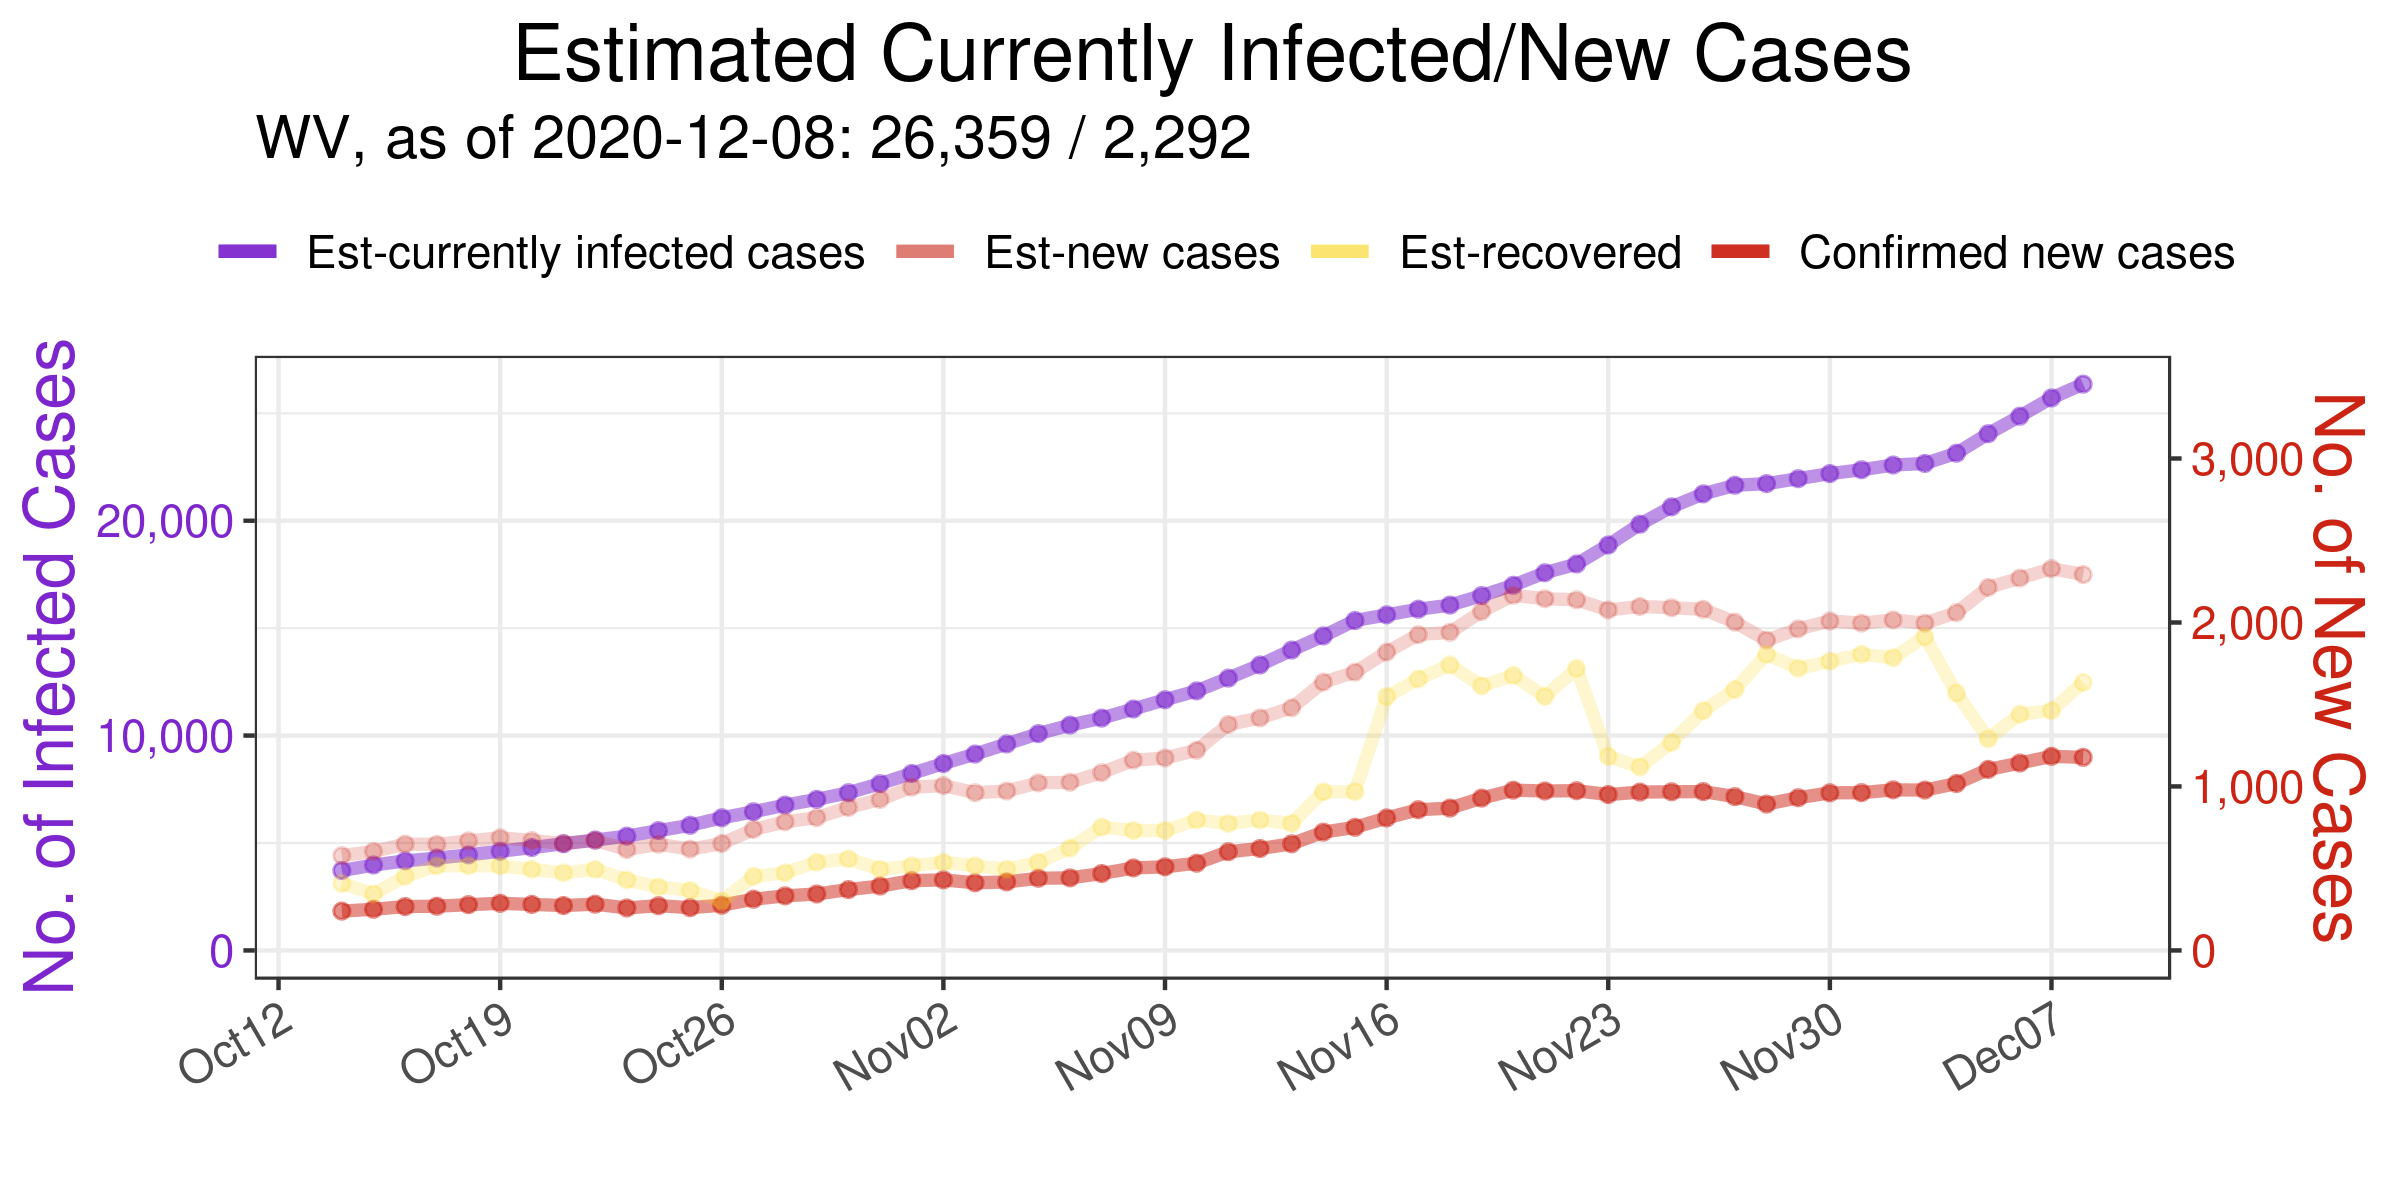 Estimated Currently Infected/New Cases
WV, as of 2020-12-08: 26,359 / 2,292
Est-currently infected cases
Est-new cases
Est-recovered
Confirmed new cases
No. of Infected Cases
20,000
10,000
0
3,000
2,000
1,000
0
No. of New Cases
Oct12
Oct19
Oct26
Nov02
Nov09
Nov16
Nov23
Nov30
Dec07